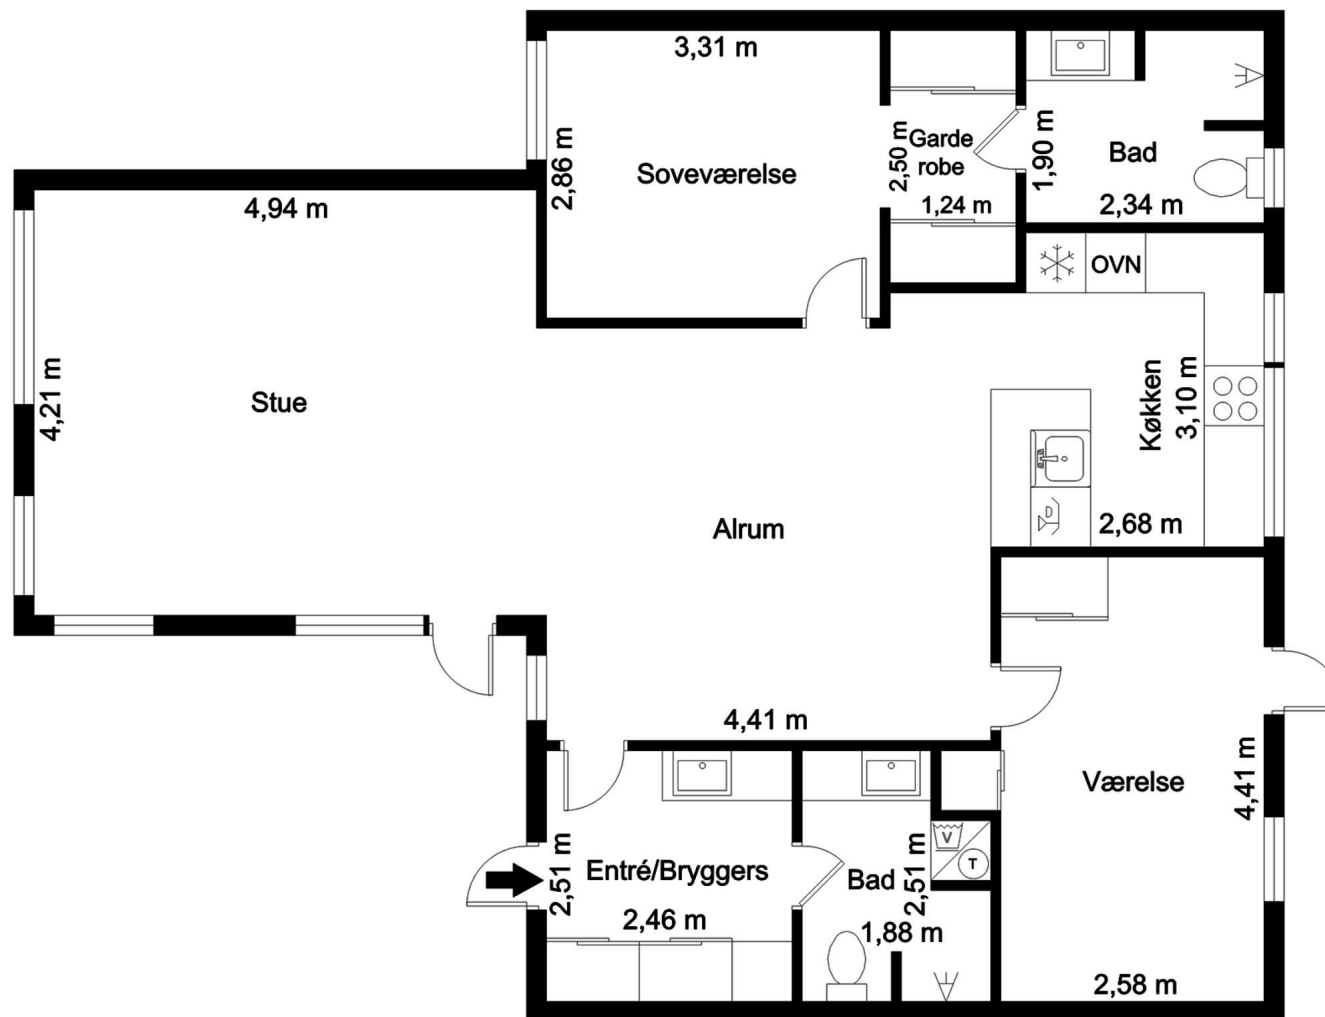 3,31 m
2,86 m
Soveværelse
2,50 m
Garde
robe
1,24 m
1,90 m
Bad
2,34 m
4,94 m
4,21 m
Stue
OVN
Køkken
3,10 m
2,68 m
Alrum
4,41 m
Værelse
4,41 m
2,58 m
2,51 m
Entré/Bryggers
2,46 m
Bad
2,51 m
1,88 m
V
T
D